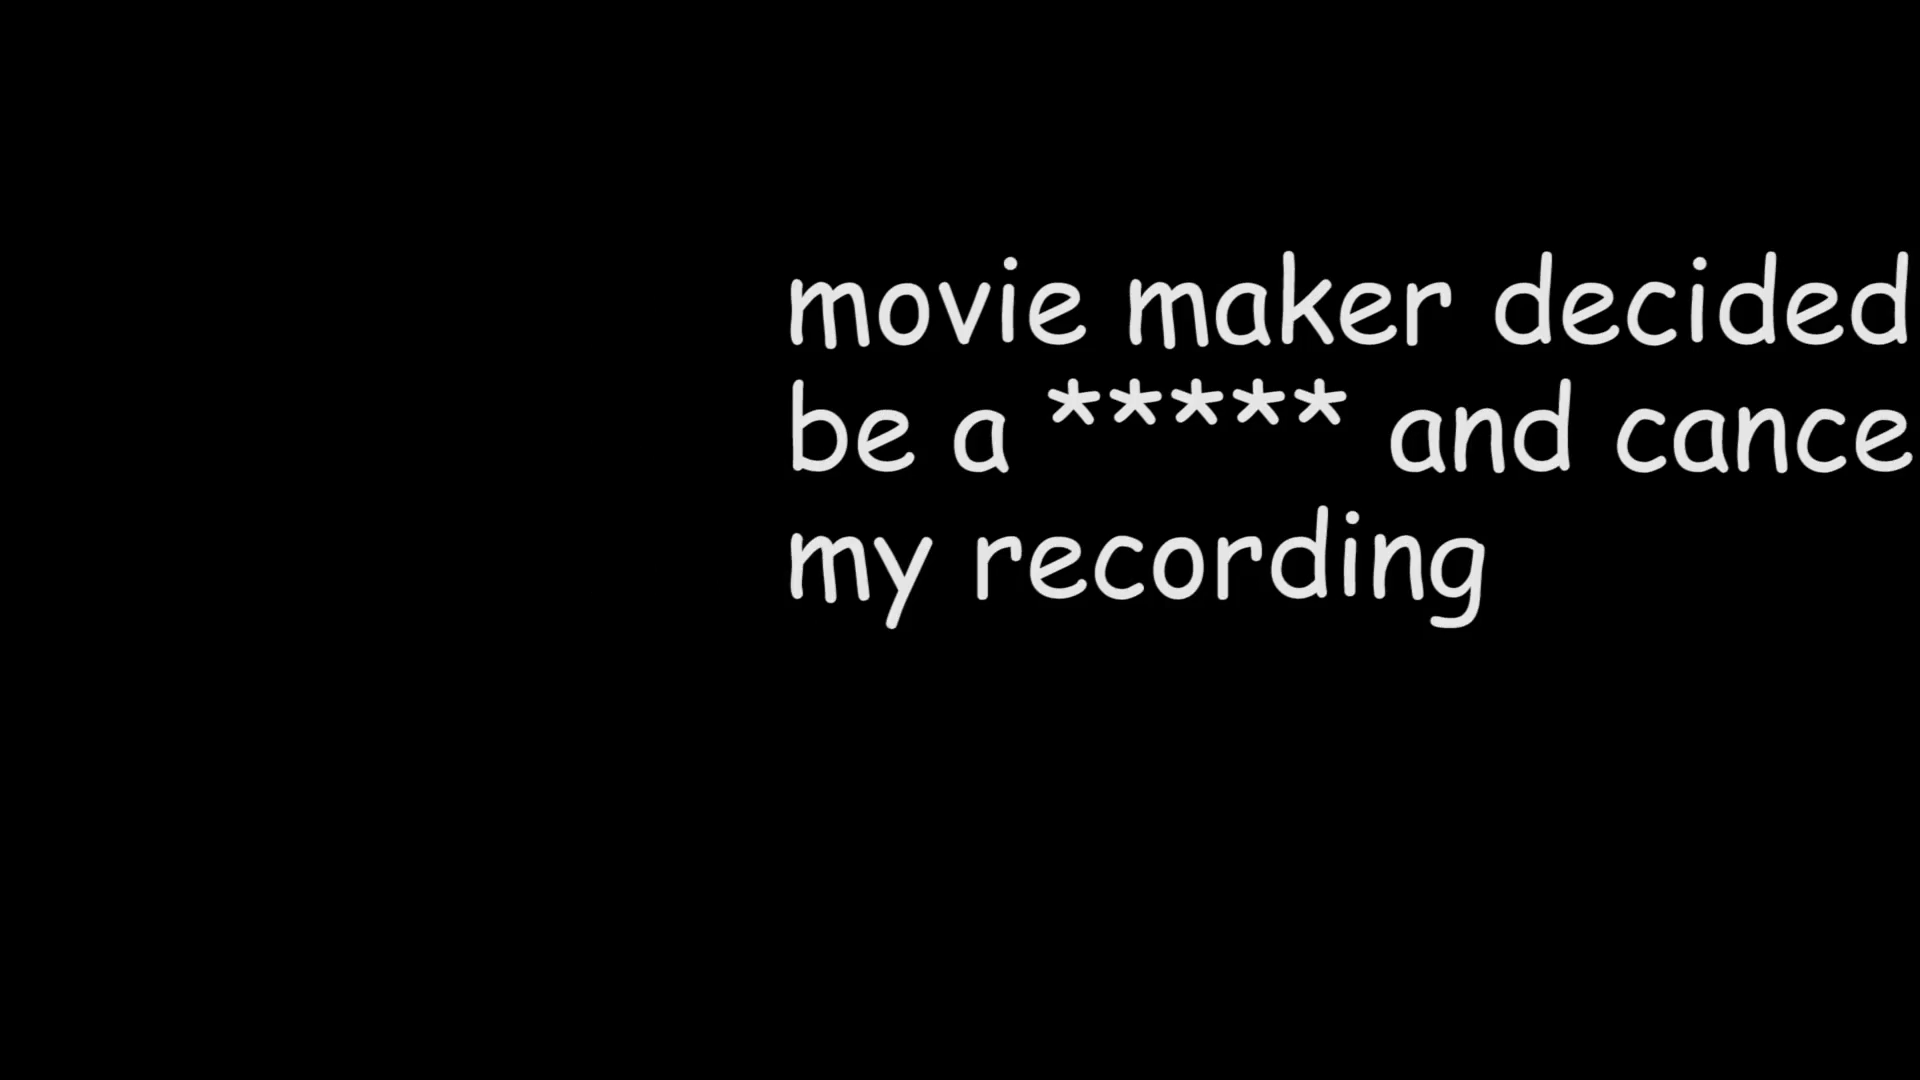 movie maker decided
be a ***** and cance
my recording